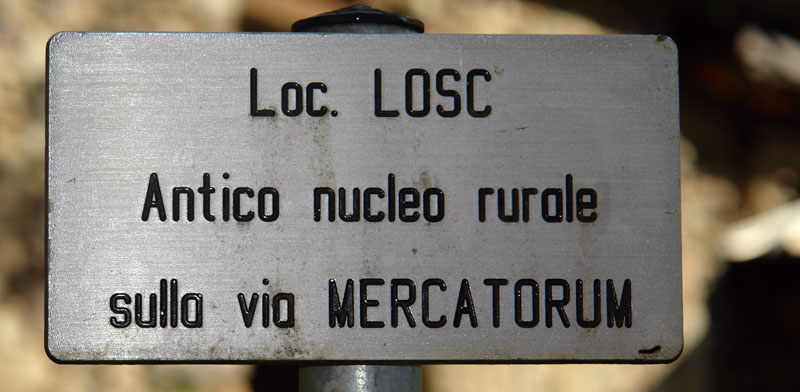 Loc. LOSC
Antico nucleo rurale
sulla via MERCATORUM